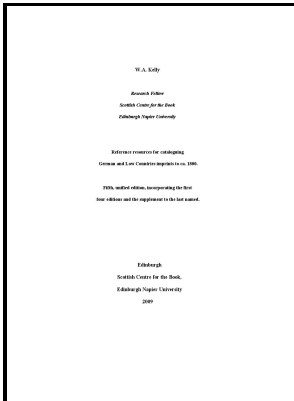 W.A. Kelly
Research Fellow
Scottish Centre for the Book
Edinburgh Napier University
Reference resources for cataloguing
German and Low Countries imprints to ca. 1800.
Fifth, unified edition, incorporating the first
four editions and the supplement to the last named.
Edinburgh
Scottish Centre for the Book,
Edinburgh Napier University
2009